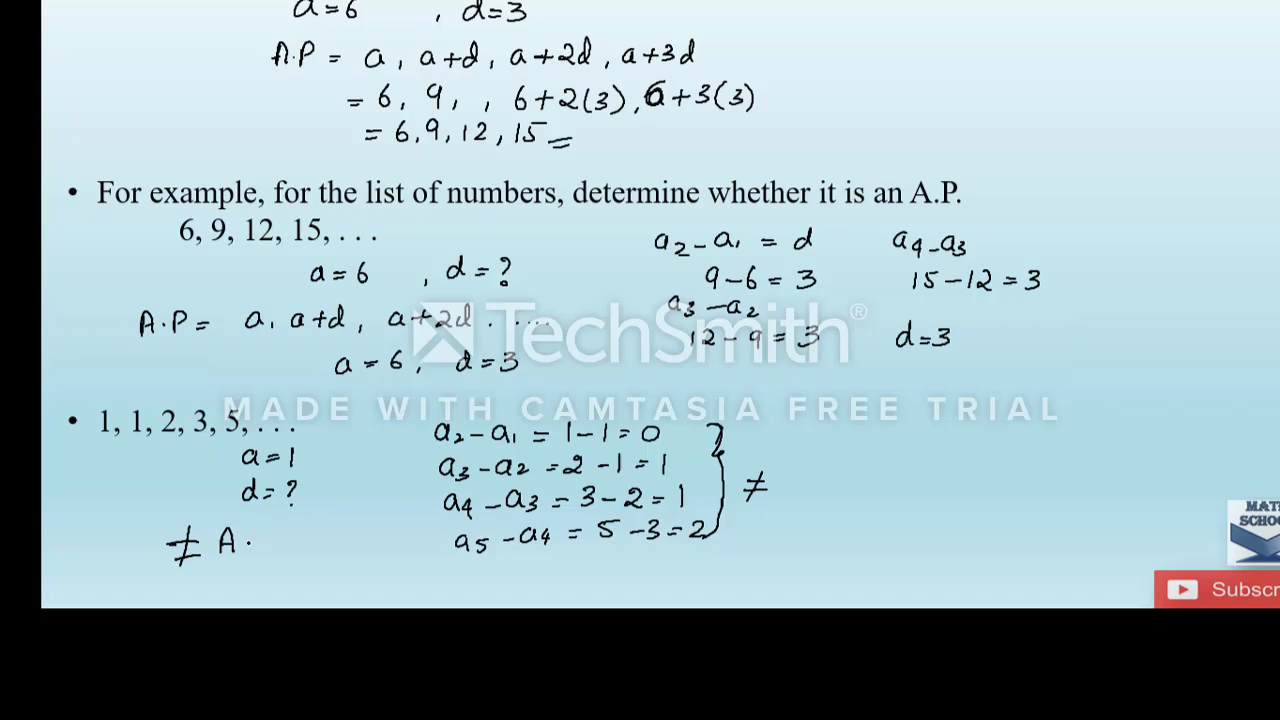 a = 6 , d = 3
A.P = a, a+d, a+2d, a+3d
= 6, 9, , 6+2(3), 6+3(3)
= 6, 9, 12, 15 =
• For example, for the list of numbers, determine whether it is an A.P.
6, 9, 12, 15, . . .
a = 6 , d = ?
A.P = a, a+d, a+2d . ....
a = 6, d = 3
a₂ - a₁ = d
9 - 6 = 3
a₃ - a₂
12 - 9 = 3
a₄ - a₃
15 - 12 = 3
d = 3
TechSmith®
MADE WITH CAMTASIA FREE TRIAL
• 1, 1, 2, 3, 5, . . .
a = 1
d = ?
≠ A .
a₂ - a₁ = 1 - 1 = 0
a₃ - a₂ = 2 - 1 = 1
a₄ - a₃ = 3 - 2 = 1
a₅ - a₄ = 5 - 3 = 2
} ≠
MATH
SCHOO
Subscr